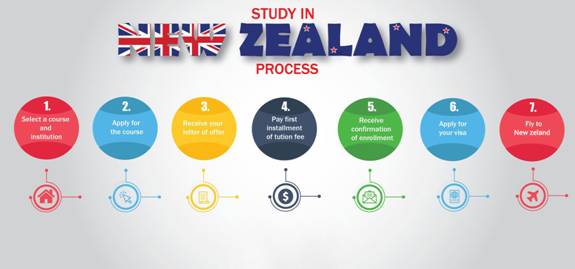 STUDY IN
NEW ZEALAND
PROCESS
1.
Select a course
and
institution
2.
Apply for
the course
3.
Receive your
letter of offer
4.
Pay first
installment
of tution fee
5.
Receive
confirmation
of enrollment
6.
Apply for
your visa
7.
Fly to
New zeland
$